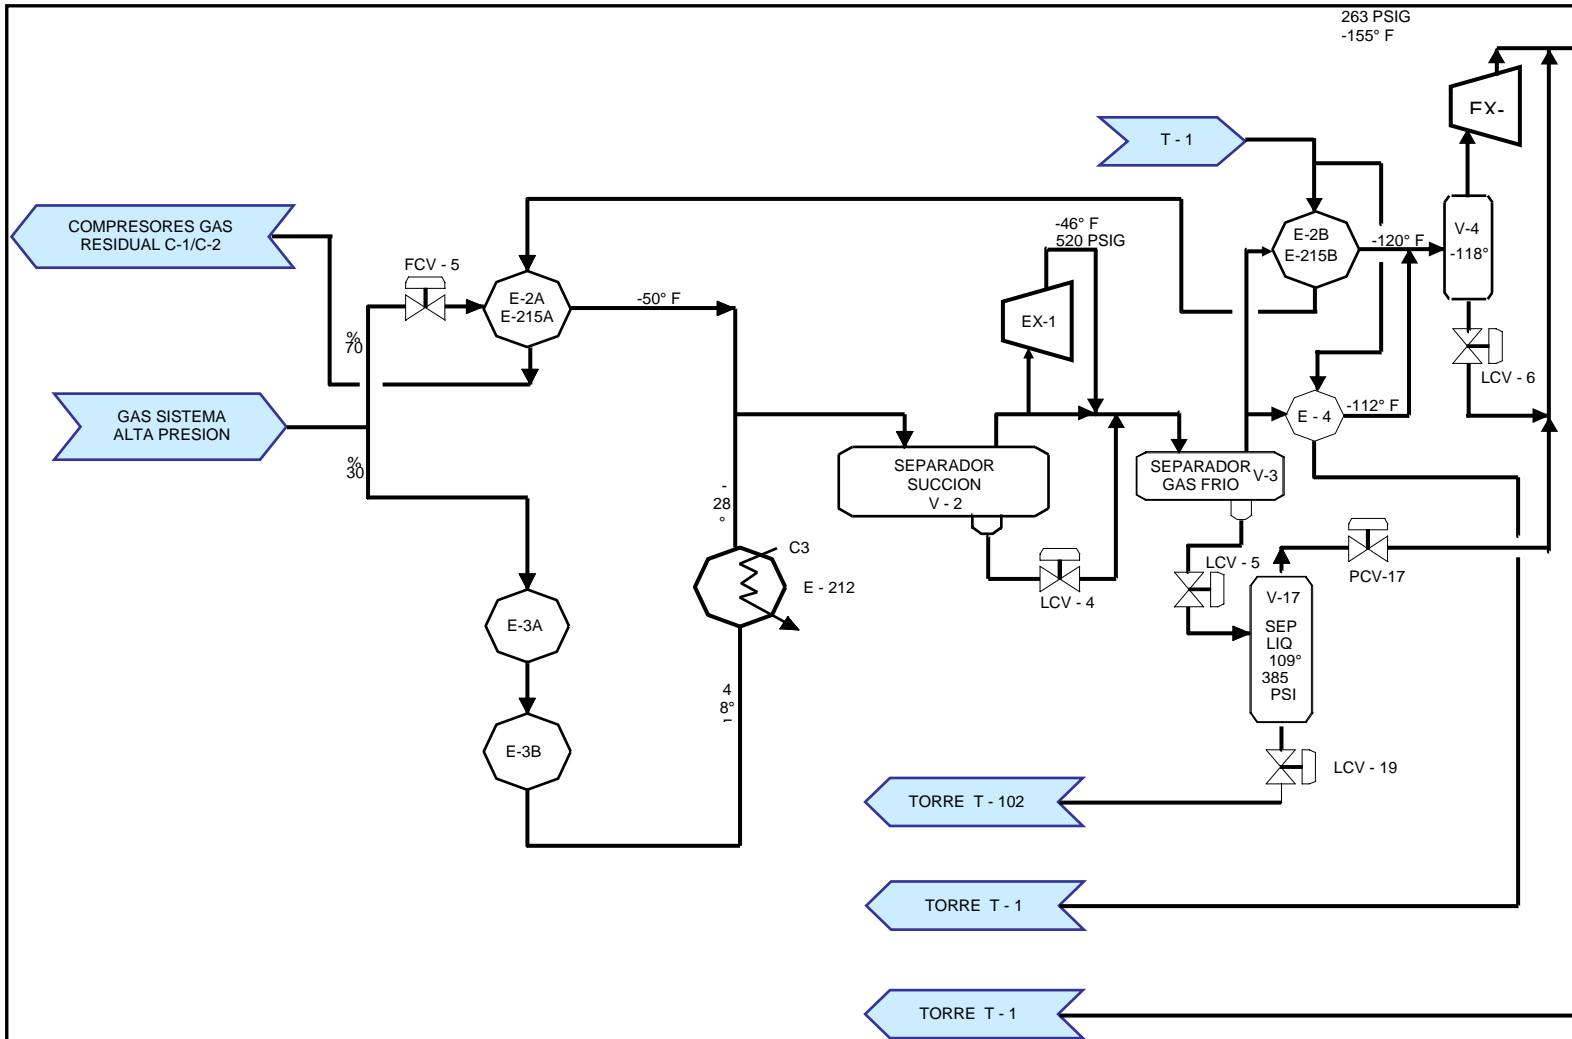 263 PSIG
-155° F
EX-
T - 1
COMPRESORES GAS
RESIDUAL C-1/C-2
FCV - 5
E-2A
E-215A
-50° F
-46° F
520 PSIG
EX-1
E-2B
E-215B
-120° F
V-4
-118°
LCV - 6
%
70
GAS SISTEMA
ALTA PRESION
%
30
E - 4
-112° F
SEPARADOR
SUCCION
V - 2
SEPARADOR
GAS FRIO
V-3
-
28
°
C3
E - 212
LCV - 4
LCV - 5
PCV-17
V-17
SEP
LIQ
109°
385
PSI
E-3A
4
8°
E-3B
LCV - 19
TORRE T - 102
TORRE T - 1
TORRE T - 1